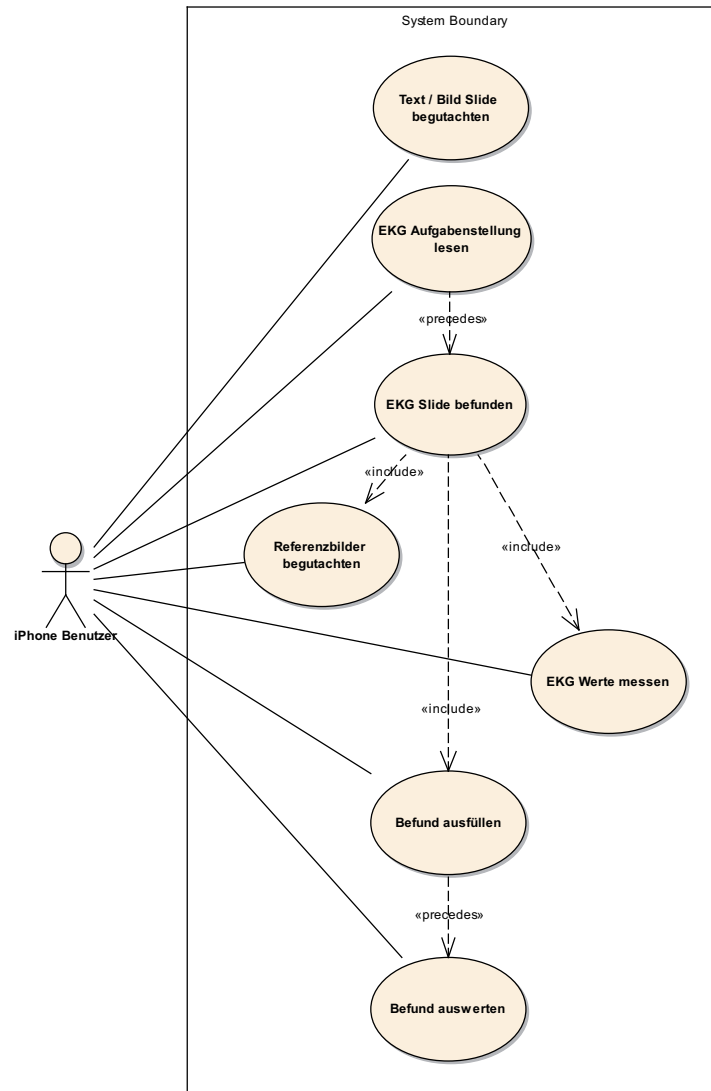 System Boundary
Text / Bild Slide
begutachten
EKG Aufgabenstellung
lesen
«precedes»
EKG Slide befunden
«include»
Referenzbilder
begutachten
«include»
iPhone Benutzer
EKG Werte messen
«include»
Befund ausfüllen
«precedes»
Befund auswerten